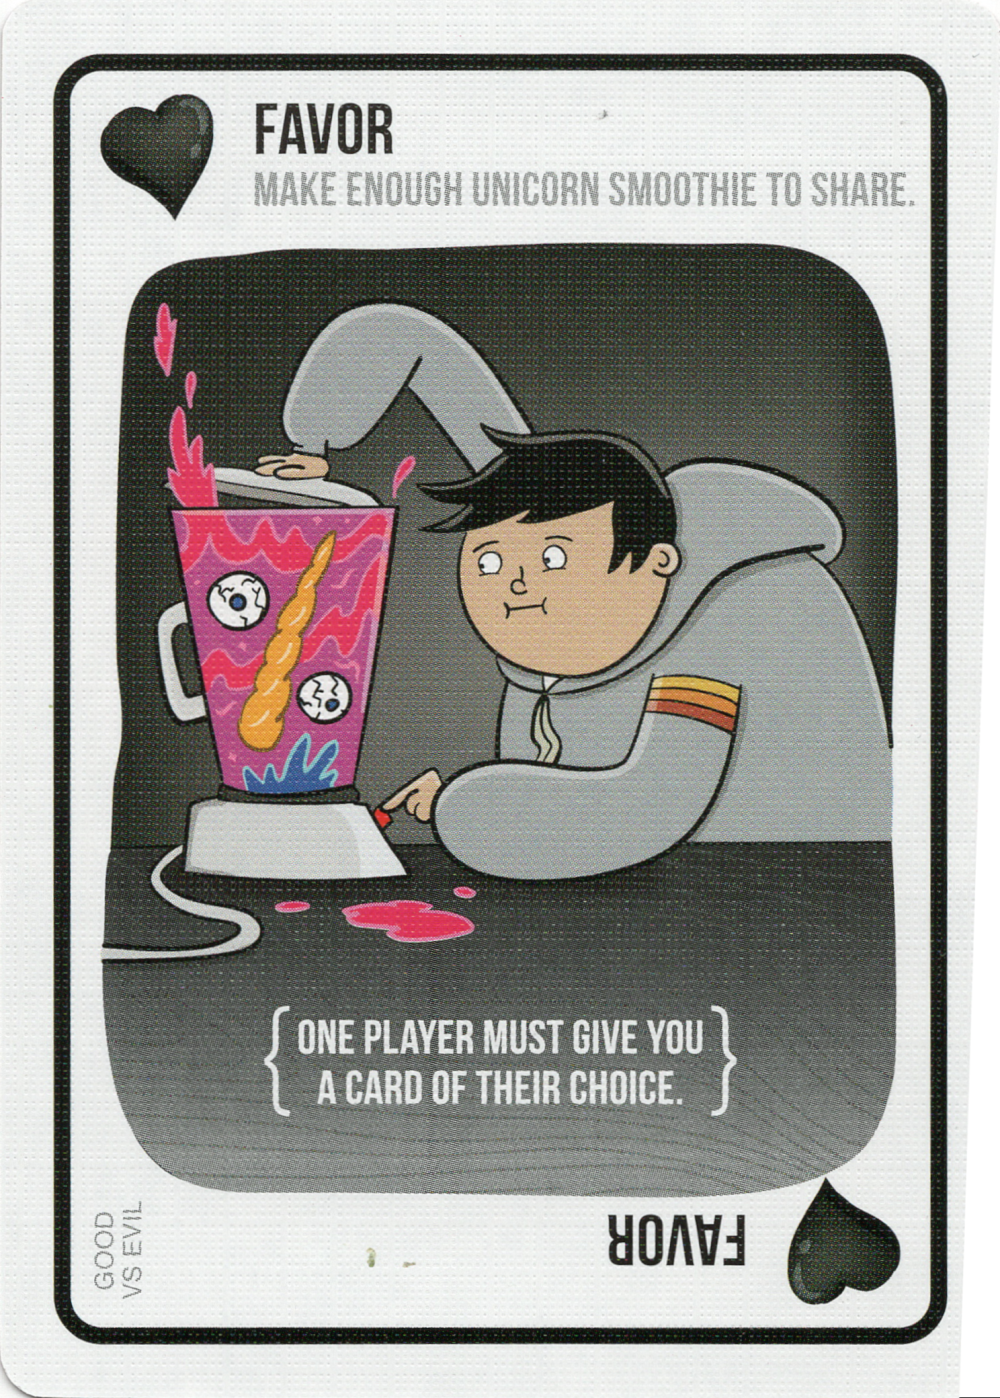 FAVOR
MAKE ENOUGH UNICORN SMOOTHIE TO SHARE.
ONE PLAYER MUST GIVE YOU
A CARD OF THEIR CHOICE.
FAVOR
GOOD
VS EVIL